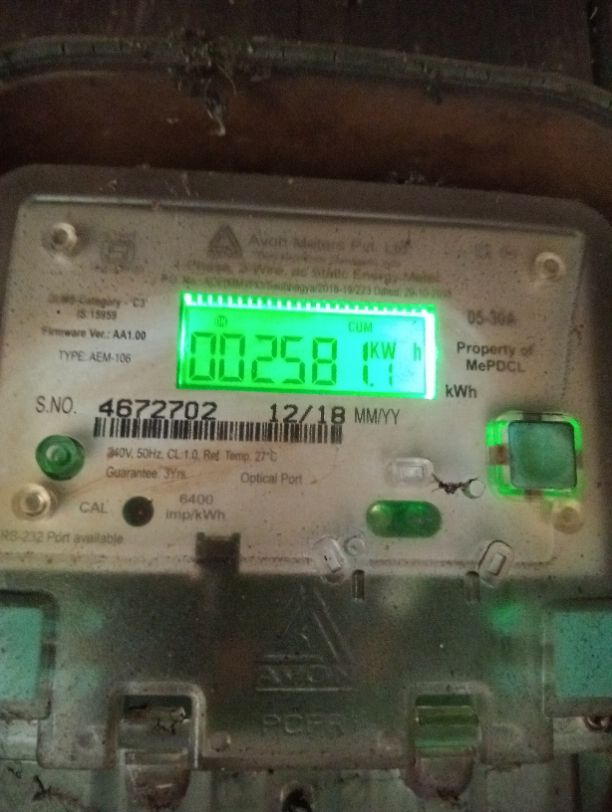 Avon Meters Pvt. Ltd.
1-Phase, 2-Wire, ac Static Energy Meter
Category - C3
IS:15959
Firmware Ver.: AA1.00
TYPE: AEM-106
CUM
002581.1 KW h
kWh
05-30A
Property of
MePDCL
S.NO. 4672702 12/18 MM/YY
240V, 50Hz, CL 1.0, Ref. Temp. 27°C
Guarantee. 3Yrs.
Optical Port
CAL 6400
imp/kWh
RS-232 Port available
AVON